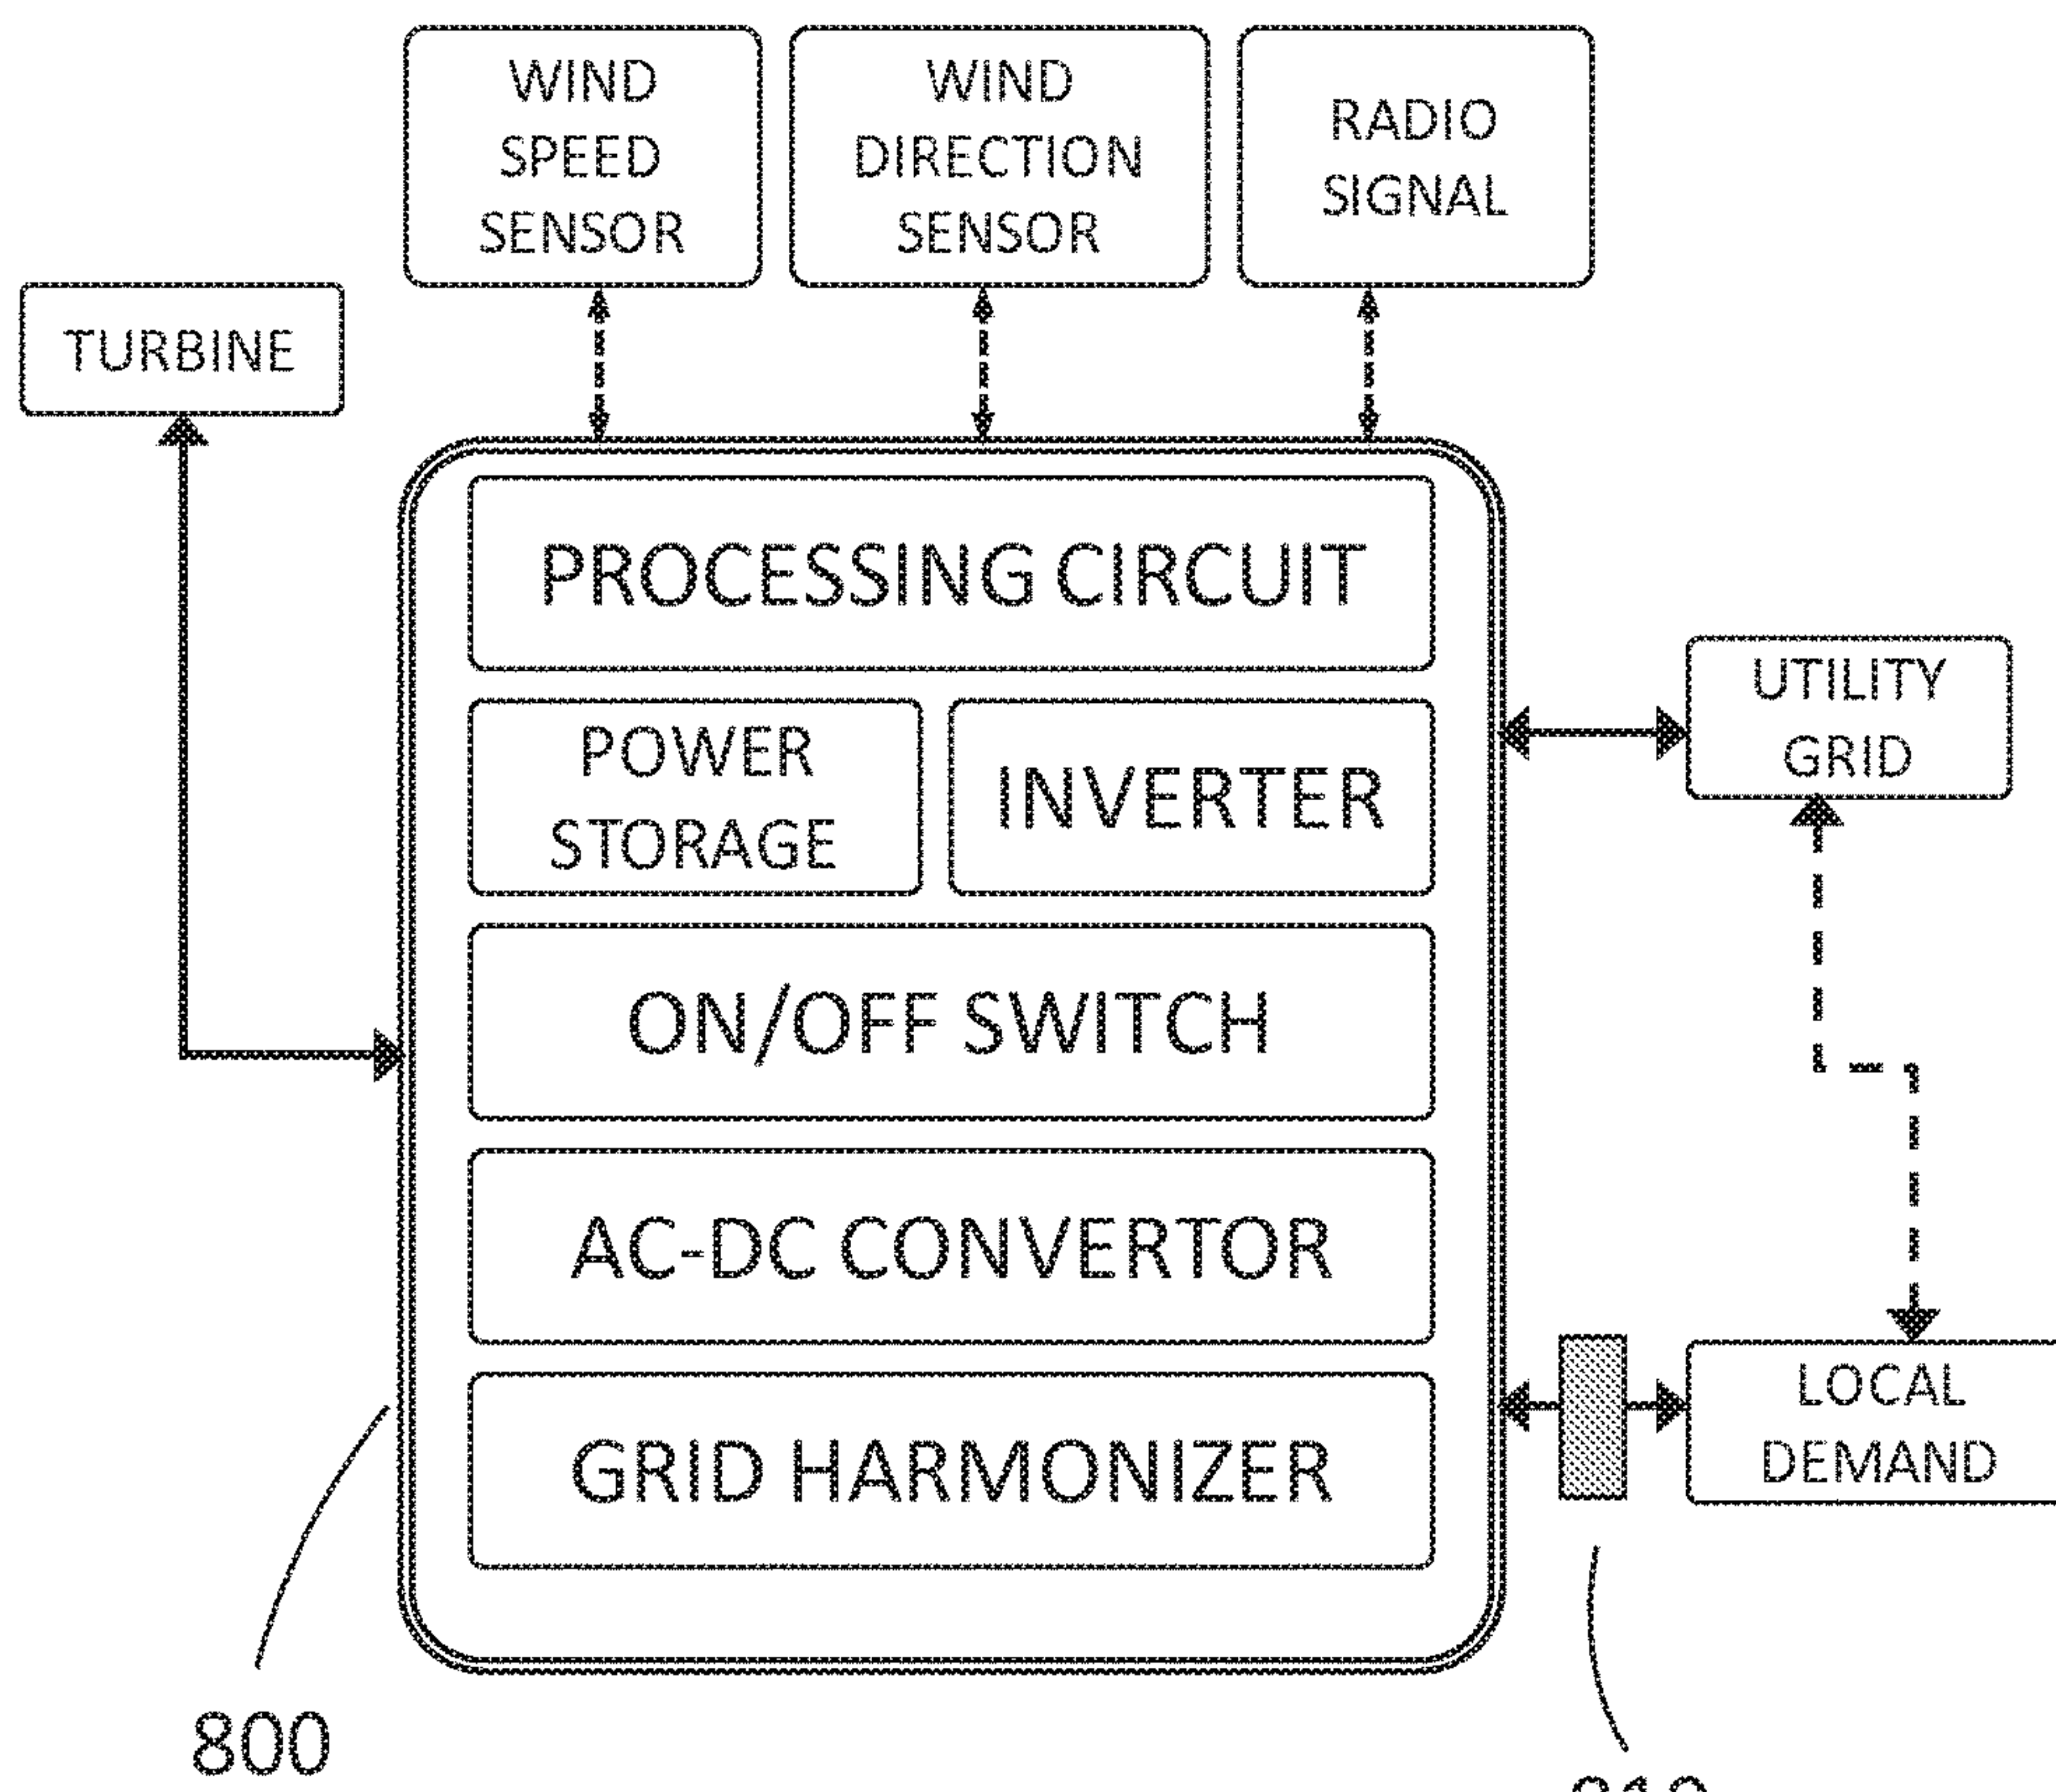 WIND
SPEED
SENSOR
WIND
DIRECTION
SENSOR
RADIO
SIGNAL
TURBINE
PROCESSING CIRCUIT
POWER
STORAGE
INVERTER
UTILITY
GRID
ON/OFF SWITCH
AC-DC CONVERTOR
GRID HARMONIZER
LOCAL
DEMAND
800